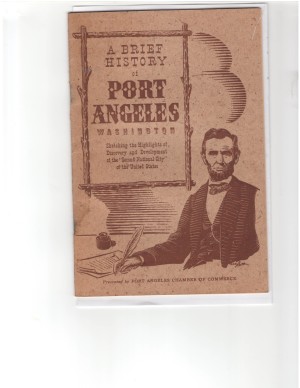 A BRIEF
HISTORY
of
PORT
ANGELES
WASHINGTON
Outlining the Highlights of
Discovery and Development
of the "Second National City"
of the United States
Presented by PORT ANGELES CHAMBER OF COMMERCE